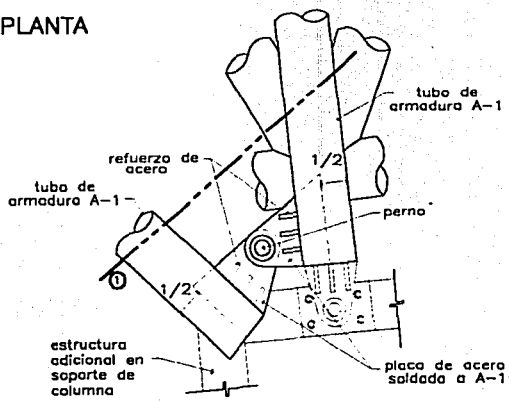 PLANTA
tubo de
armadura A-1
refuerzo de
acero
1/2
tubo de
armadura A-1
perno
1
1/2
estructura
adicional en
soporte de
columna
placa de acero
soldada a A-1